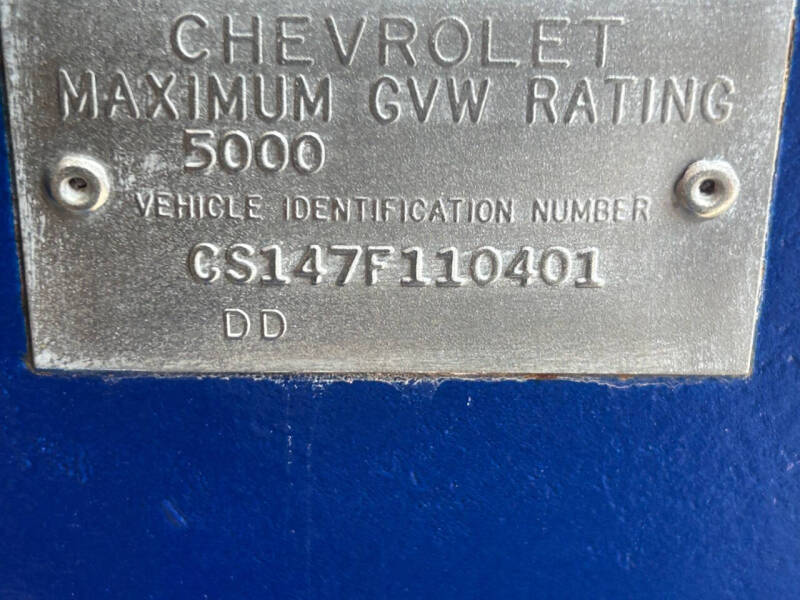 CHEVROLET
MAXIMUM GVW RATING
5000
VEHICLE IDENTIFICATION NUMBER
CS147F110401
DD